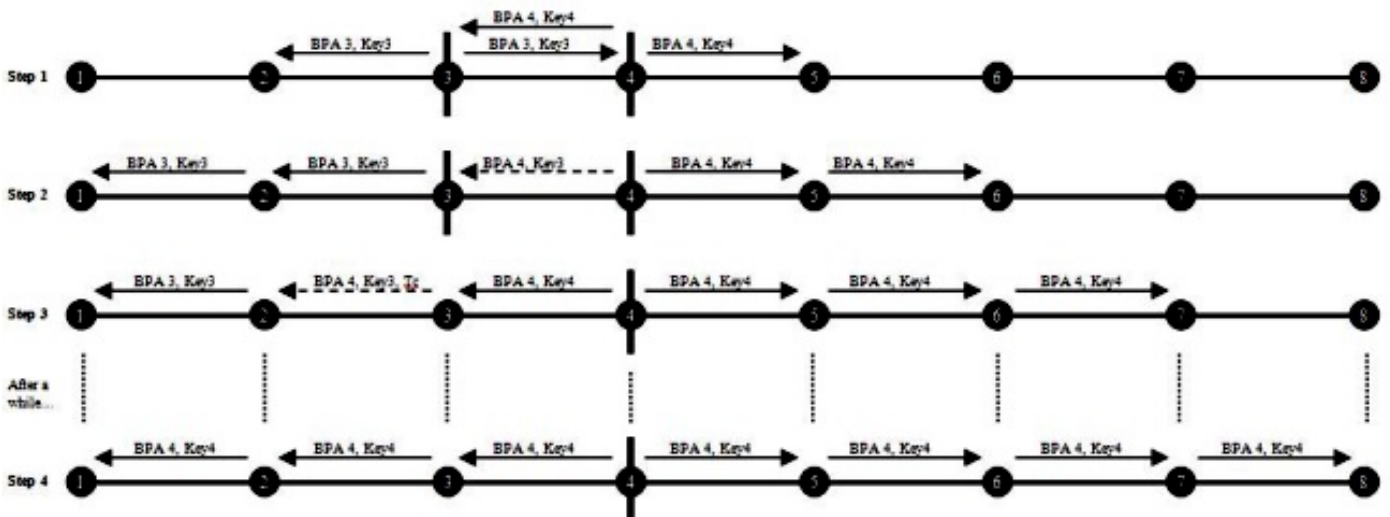 BPA 4, Key4
BPA 3, Key3 BPA 3, Key3 BPA 4, Key4
Step 1 1 2 3 4 5 6 7 8
BPA 3, Key3 BPA 3, Key3 BPA 4, Key3 BPA 4, Key4 BPA 4, Key4
Step 2 1 2 3 4 5 6 7 8
BPA 3, Key3 BPA 4, Key3, Tc BPA 4, Key4 BPA 4, Key4 BPA 4, Key4 BPA 4, Key4
Step 3 1 2 3 4 5 6 7 8
After a
while...
BPA 4, Key4 BPA 4, Key4 BPA 4, Key4 BPA 4, Key4 BPA 4, Key4 BPA 4, Key4 BPA 4, Key4
Step 4 1 2 3 4 5 6 7 8